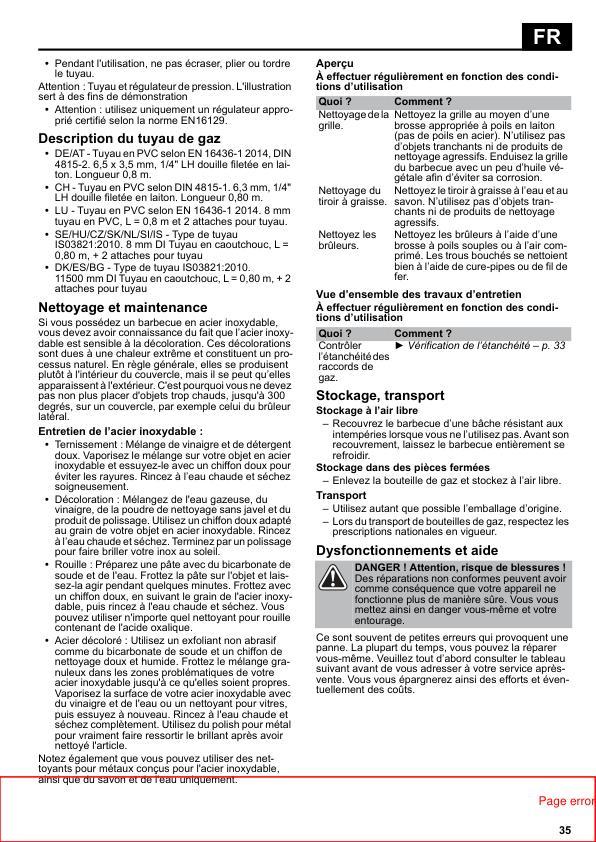 FR
• Pendant l'utilisation, ne pas écraser, plier ou tordre
le tuyau.
Attention : Tuyau et régulateur de pression. L'illustration
sert à des fins de démonstration
• Attention : utilisez uniquement un régulateur appro-
prié certifié selon la norme EN16129.
Description du tuyau de gaz
• DE/AT - Tuyau en PVC selon EN 16436-1 2014, DIN
4815-2. 6,5 x 3,5 mm, 1/4" LH douille filetée en lai-
ton. Longueur 0,8 m.
• CH - Tuyau en PVC selon DIN 4815-1. 6,3 mm, 1/4"
LH douille filetée en laiton. Longueur 0,80 m.
• LU - Tuyau en PVC selon EN 16436-1 2014. 8 mm
tuyau en PVC, L = 0,8 m et 2 attaches pour tuyau.
• SE/HU/CZ/SK/NL/SI/IS - Type de tuyau
IS03821:2010. 8 mm DI Tuyau en caoutchouc, L =
0,80 m, + 2 attaches pour tuyau
• DK/ES/BG - Type de tuyau IS03821:2010.
11500 mm DI Tuyau en caoutchouc, L = 0,80 m, + 2
attaches pour tuyau
Nettoyage et maintenance
Si vous possédez un barbecue en acier inoxydable,
vous devez avoir connaissance du fait que l'acier inoxy-
dable est sensible à la décoloration. Ces décolorations
sont dues à une chaleur extrême et constituent un pro-
cessus naturel. En règle générale, elles se produisent
plutôt à l'intérieur du couvercle, mais il se peut qu'elles
apparaissent à l'extérieur. C'est pourquoi vous ne devez
pas non plus placer d'objets trop chauds, jusqu'à 300
degrés, sur un couvercle, par exemple celui du brûleur
latéral.
Entretien de l’acier inoxydable :
• Ternissement : Mélange de vinaigre et de détergent
doux. Vaporisez le mélange sur votre objet en acier
inoxydable et essuyez-le avec un chiffon doux pour
éviter les rayures. Rincez à l’eau chaude et séchez
soigneusement.
• Décoloration : Mélangez de l'eau gazeuse, du
vinaigre, de la poudre de nettoyage sans javel et du
produit de polissage. Utilisez un chiffon doux adapté
au grain de votre objet en acier inoxydable. Rincez
à l’eau chaude et séchez. Terminez par un polissage
pour faire briller votre inox au soleil.
• Rouille : Préparez une pâte avec du bicarbonate de
soude et de l'eau. Frottez la pâte sur l'objet et lais-
sez-la agir pendant quelques minutes. Frottez avec
un chiffon doux, en suivant le grain de l'acier inoxy-
dable, puis rincez à l'eau chaude et séchez. Vous
pouvez utiliser n'importe quel nettoyant pour rouille
contenant de l'acide oxalique.
• Acier décoloré : Utilisez un exfoliant non abrasif
comme du bicarbonate de soude et un chiffon de
nettoyage doux et humide. Frottez le mélange gra-
nuleux dans les zones problématiques de votre
acier inoxydable jusqu'à ce qu'elles soient propres.
Vaporisez la surface de votre acier inoxydable avec
du vinaigre et de l'eau ou un nettoyant pour vitres,
puis essuyez à nouveau. Rincez à l'eau chaude et
séchez complètement. Utilisez du polish pour métal
pour vraiment faire ressortir le brillant après avoir
nettoyé l'article.
Notez également que vous pouvez utiliser des net-
toyants pour métaux conçus pour l'acier inoxydable,
ainsi que du savon et de l'eau uniquement.
Aperçu
À effectuer régulièrement en fonction des condi-
tions d’utilisation
Quoi ? Comment ?
Nettoyage de la Nettoyez la grille au moyen d’une
grille. brosse appropriée à poils en laiton
(pas de poils en acier). N’utilisez pas
d’objets tranchants ni de produits de
nettoyage agressifs. Enduisez la grille
du barbecue avec un peu d’huile vé-
gétale afin d’éviter sa corrosion.
Nettoyage du Nettoyez le tiroir à graisse à l’eau et au
tiroir à graisse. savon. N’utilisez pas d’objets tran-
chants ni de produits de nettoyage
agressifs.
Nettoyez les Nettoyez les brûleurs à l’aide d’une
brûleurs. brosse à poils souples ou à l’air com-
primé. Les trous bouchés se nettoient
bien à l’aide de cure-pipes ou de fil de
fer.
Vue d’ensemble des travaux d’entretien
À effectuer régulièrement en fonction des condi-
tions d’utilisation
Quoi ? Comment ?
Contrôler ► Vérification de l’étanchéité – p. 33
l’étanchéité des
raccords de
gaz.
Stockage, transport
Stockage à l’air libre
– Recouvrez le barbecue d’une bâche résistant aux
intempéries lorsque vous ne l’utilisez pas. Avant son
recouvrement, laissez le barbecue entièrement se
refroidir.
Stockage dans des pièces fermées
– Enlevez la bouteille de gaz et stockez à l’air libre.
Transport
– Utilisez autant que possible l’emballage d’origine.
– Lors du transport de bouteilles de gaz, respectez les
prescriptions nationales en vigueur.
Dysfonctionnements et aide
DANGER ! Attention, risque de blessures !
Des réparations non conformes peuvent avoir
comme conséquence que votre appareil ne
fonctionne plus de manière sûre. Vous vous
mettez ainsi en danger vous-même et votre
entourage.
Ce sont souvent de petites erreurs qui provoquent une
panne. La plupart du temps, vous pouvez la réparer
vous-même. Veuillez tout d’abord consulter le tableau
suivant avant de vous adresser à votre service après-
vente. Vous vous épargnerez ainsi des efforts et éven-
tuellement des coûts.
Page error
35